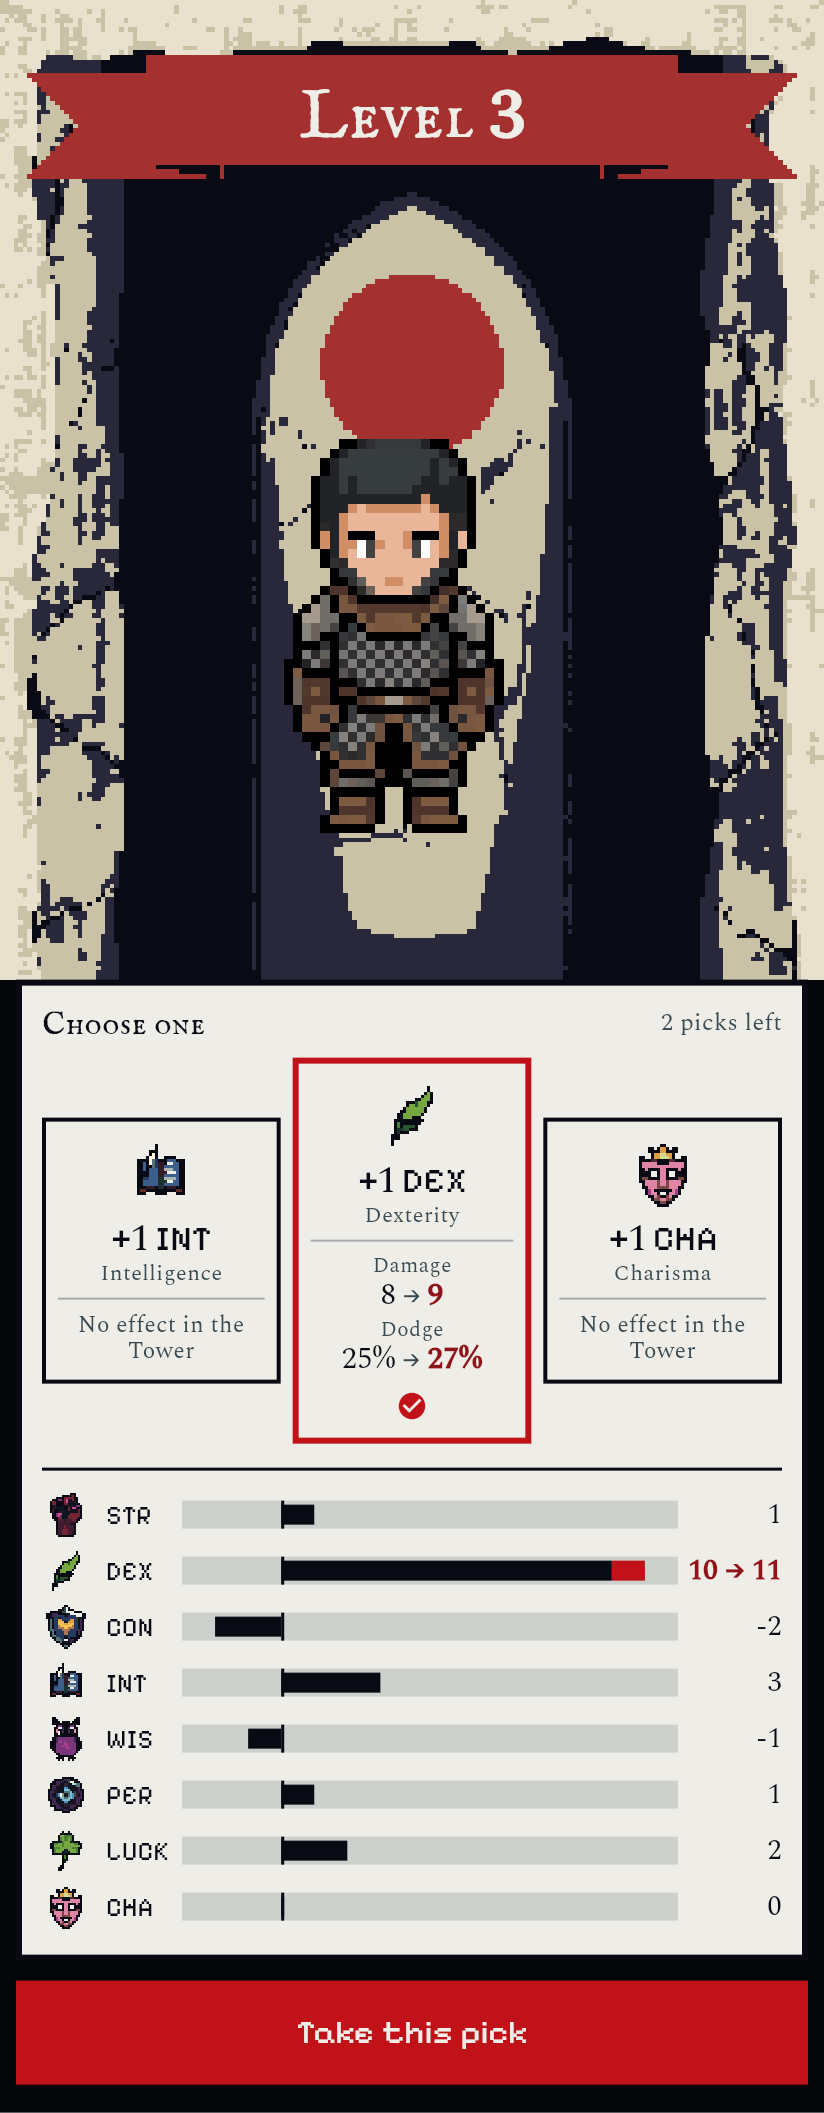 Level 3
Choose one
2 picks left
+1 INT
Intelligence
No effect in the
Tower
+1 DEX
Dexterity
Damage
8 → 9
Dodge
25% → 27%
+1 CHA
Charisma
No effect in the
Tower
STR 1
DEX 10 → 11
CON -2
INT 3
WIS -1
PER 1
LUCK 2
CHA 0
Take this pick